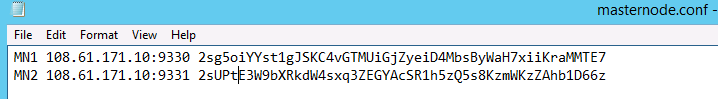 masternode.conf -
File Edit Format View Help
MN1 108.61.171.10:9330 2sg5oiYYst1gJSKC4vGTMUiGjZyeiD4MbsByWaH7xiiKraMMTE7
MN2 108.61.171.10:9331 2sUPtE3W9bXRkdW4sxq3ZEGYAcSR1h5zQ5s8KzmWKzZAhb1D66z